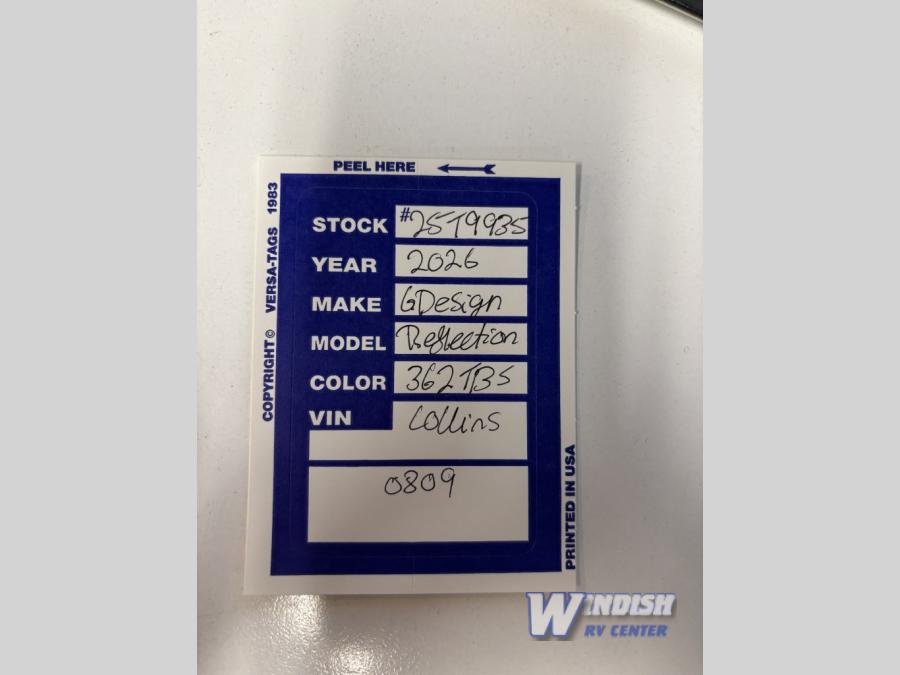 PEEL HERE
COPYRIGHT© VERSA-TAGS 1983
STOCK #25T9935
YEAR 2026
MAKE GDesign
MODEL Reflection
COLOR 362TBS
VIN Collins
0809
PRINTED IN USA
WINDISH
RV CENTER